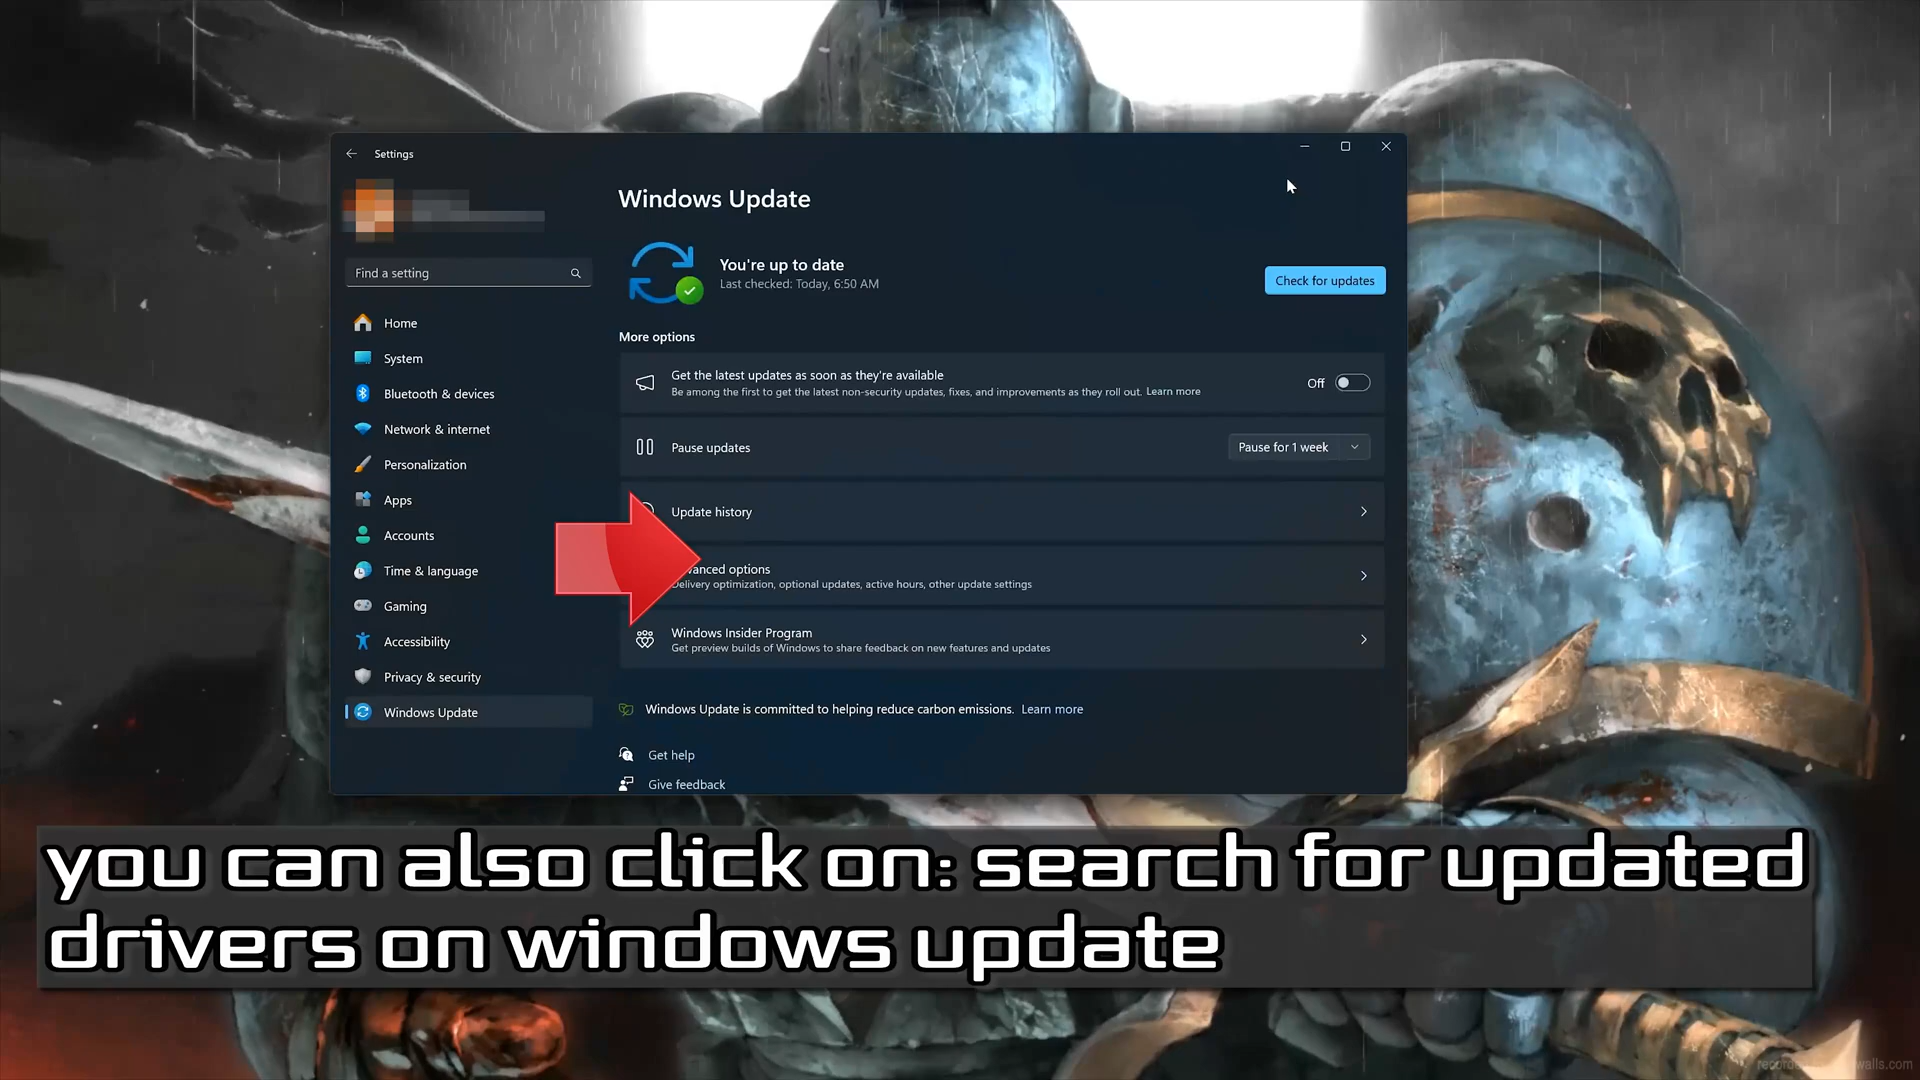 Settings
Windows Update
Find a setting
You're up to date
Last checked: Today, 6:50 AM
Check for updates
Home
More options
System
Get the latest updates as soon as they're available
Be among the first to get the latest non-security updates, fixes, and improvements as they roll out. Learn more
Off
Bluetooth & devices
Network & internet
Pause updates
Pause for 1 week
Personalization
Apps
Update history
Accounts
Time & language
options
Delivery optimization, optional updates, active hours, other update settings
Gaming
Accessibility
Windows Insider Program
Get preview builds of Windows to share feedback on new features and updates
Privacy & security
Windows Update
Windows Update is committed to helping reduce carbon emissions. Learn more
Get help
Give feedback
you can also click on: search for updated
drivers on windows update